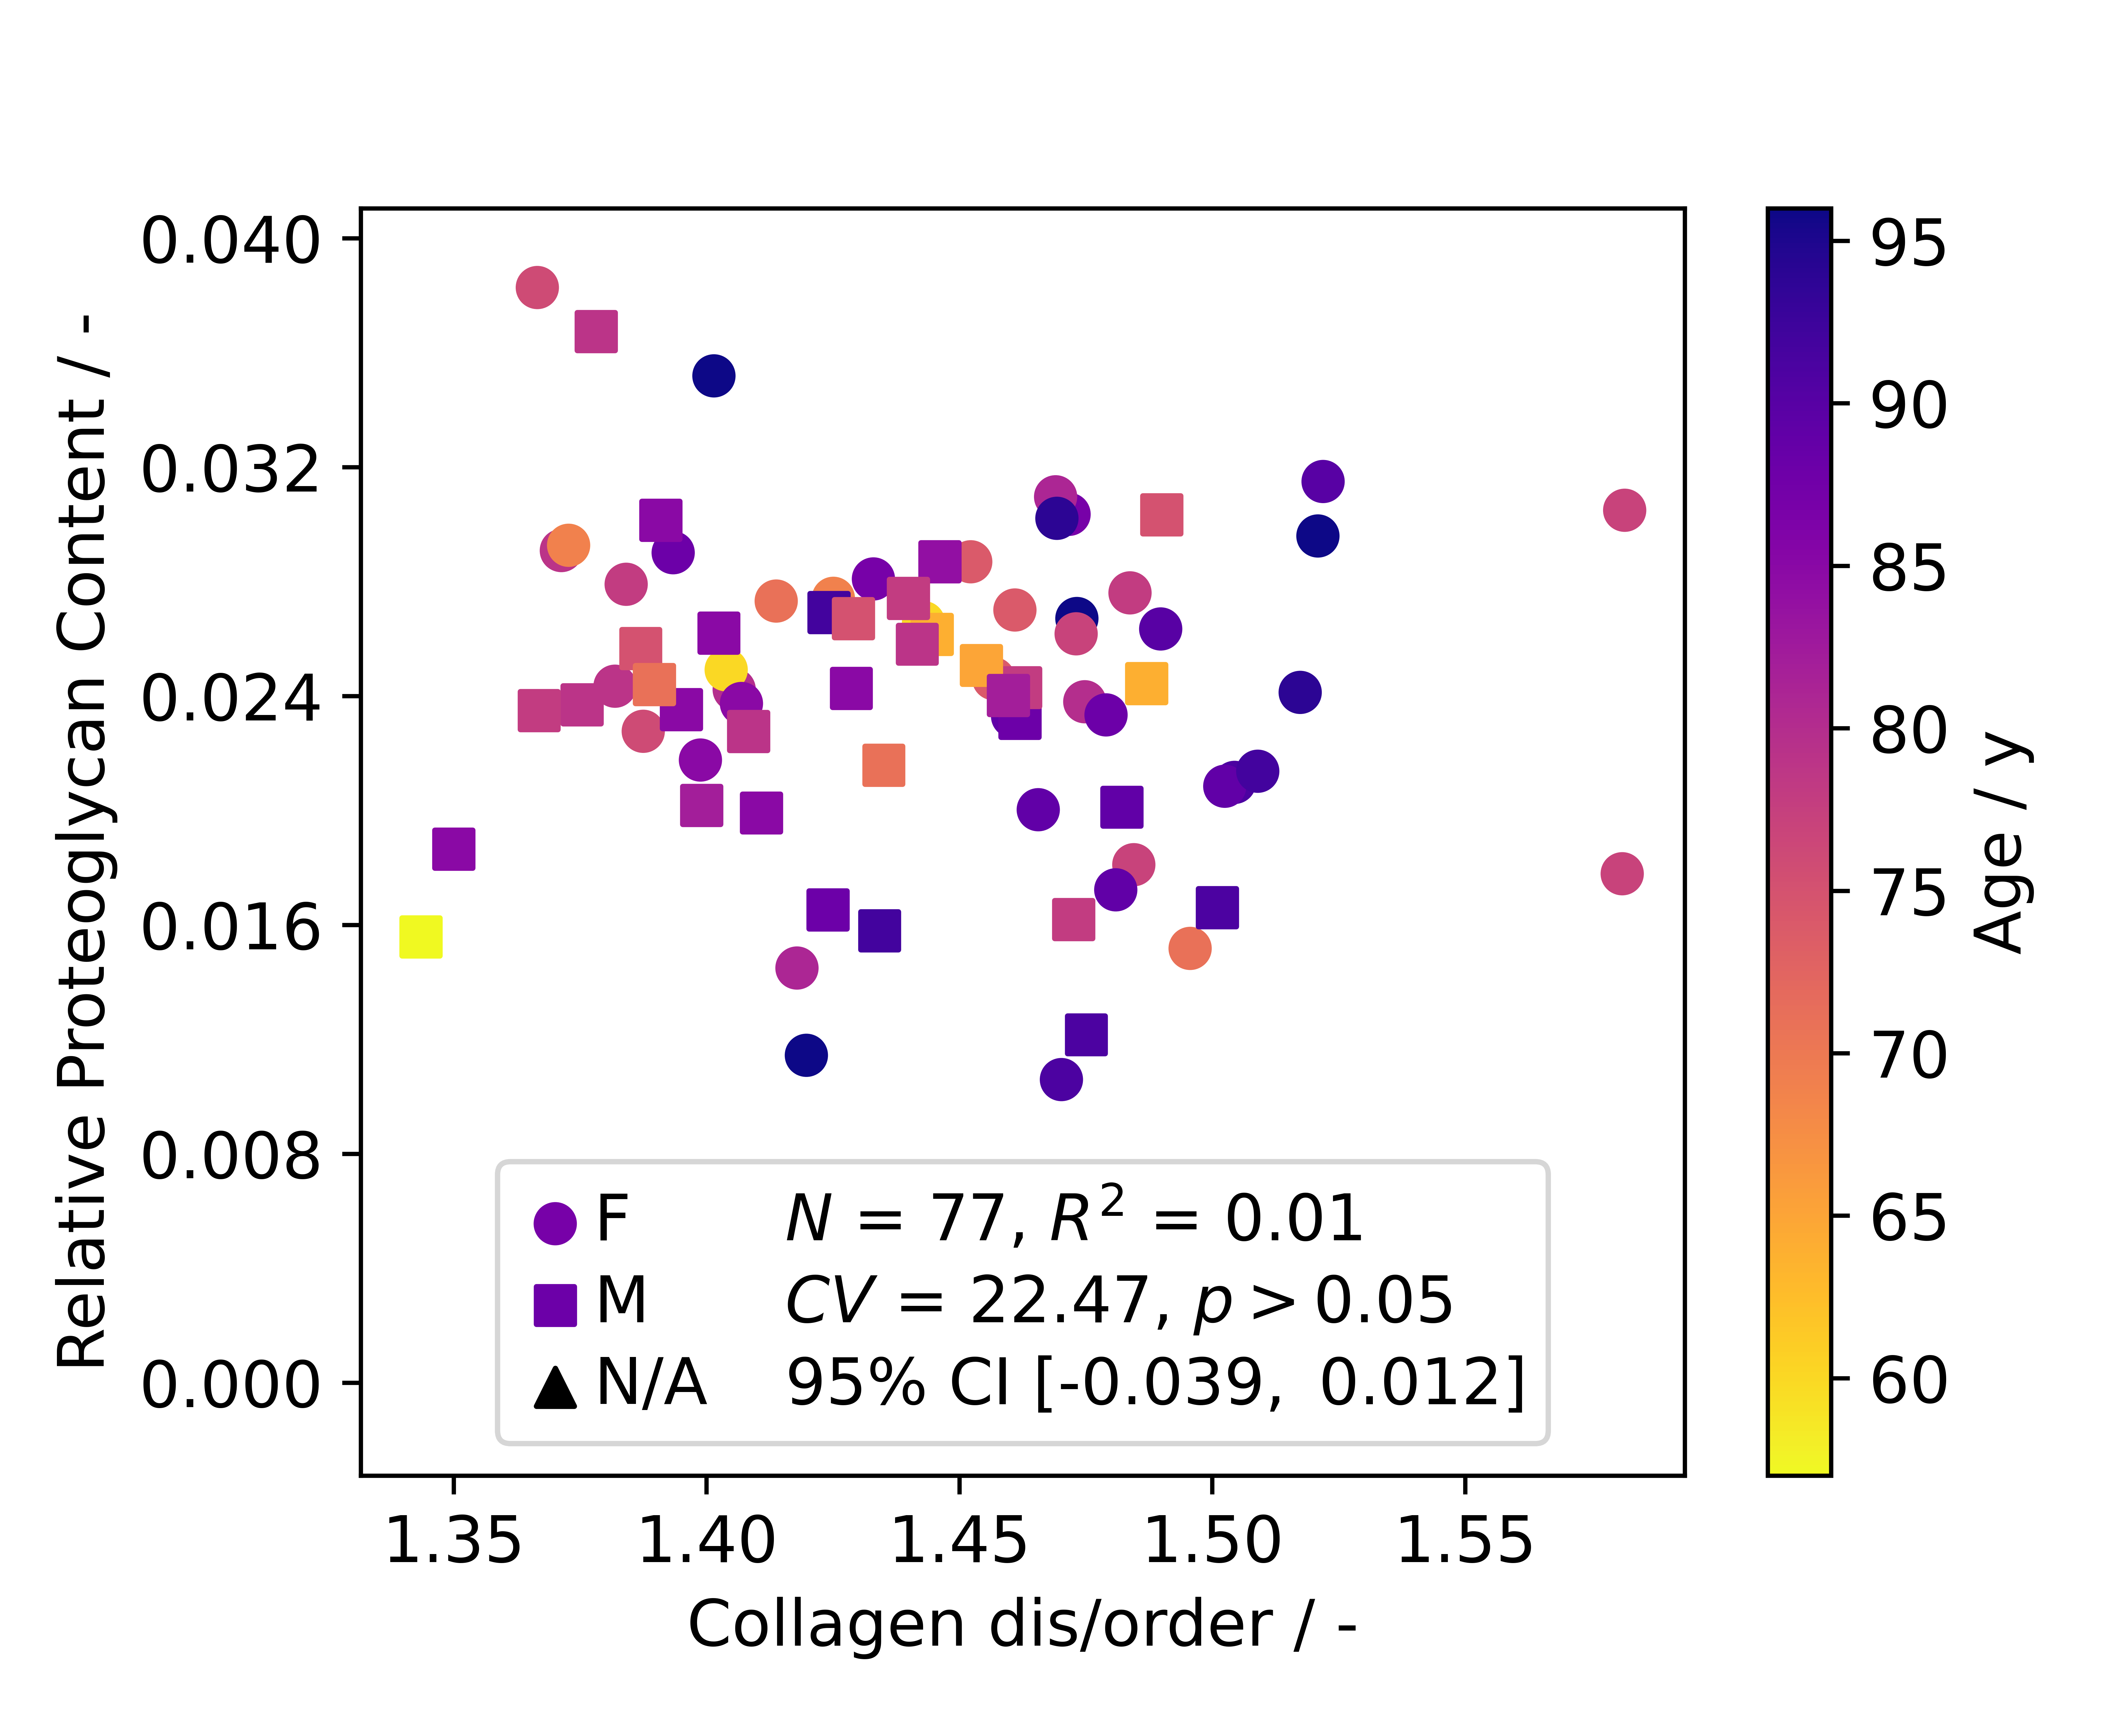 Relative Proteoglycan Content / -
0.040
0.032
0.024
0.016
0.008
0.000
F N = 77, R² = 0.01
M CV = 22.47, p > 0.05
N/A 95% CI [-0.039, 0.012]
1.35 1.40 1.45 1.50 1.55
Collagen dis/order / -
95
90
85
80
75
70
65
60
Age / y